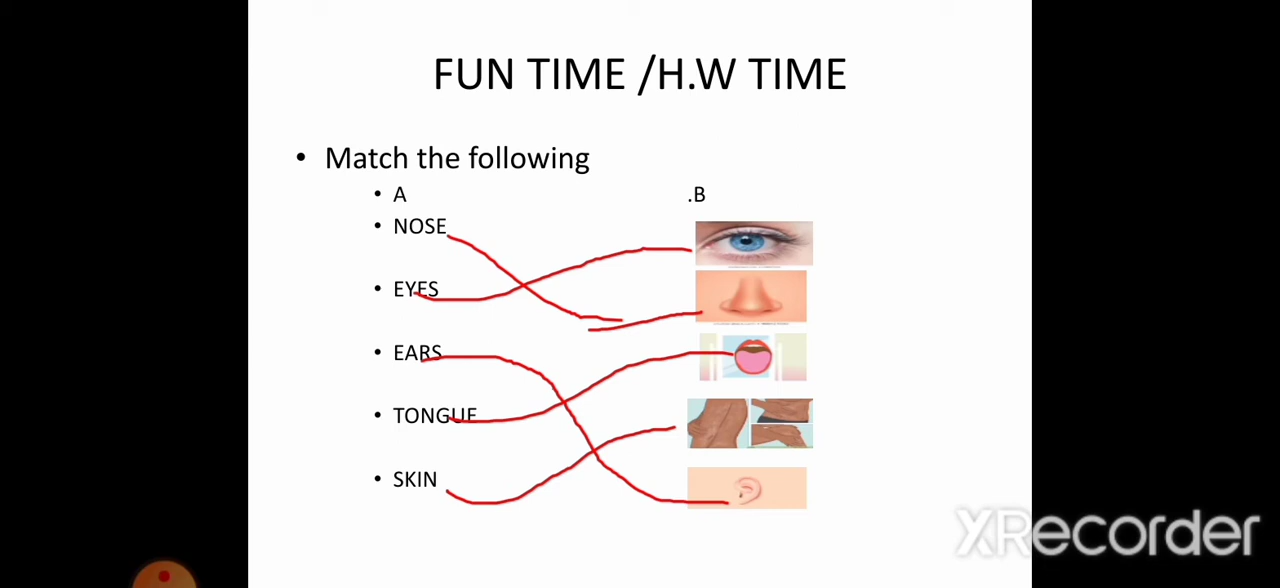 FUN TIME /H.W TIME
• Match the following
• A .B
• NOSE
• EYES
• EARS
• TONGUE
• SKIN
XRecorder